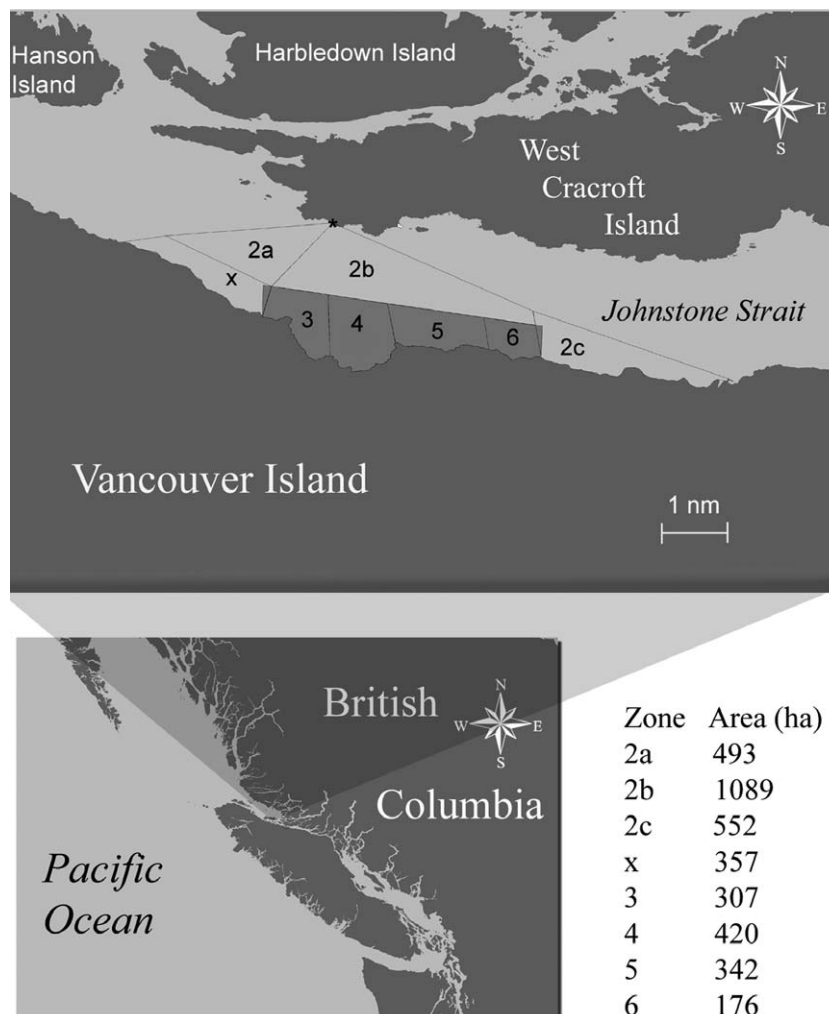 Hanson
Island
Harbledown Island
N
W E
S
West
Cracroft
Island
*
2a
2b
x
Johnstone Strait
3
4
5
6
2c
Vancouver Island
1 nm
British
N
W E
S
Columbia
Pacific
Ocean
Zone Area (ha)
2a 493
2b 1089
2c 552
x 357
3 307
4 420
5 342
6 176